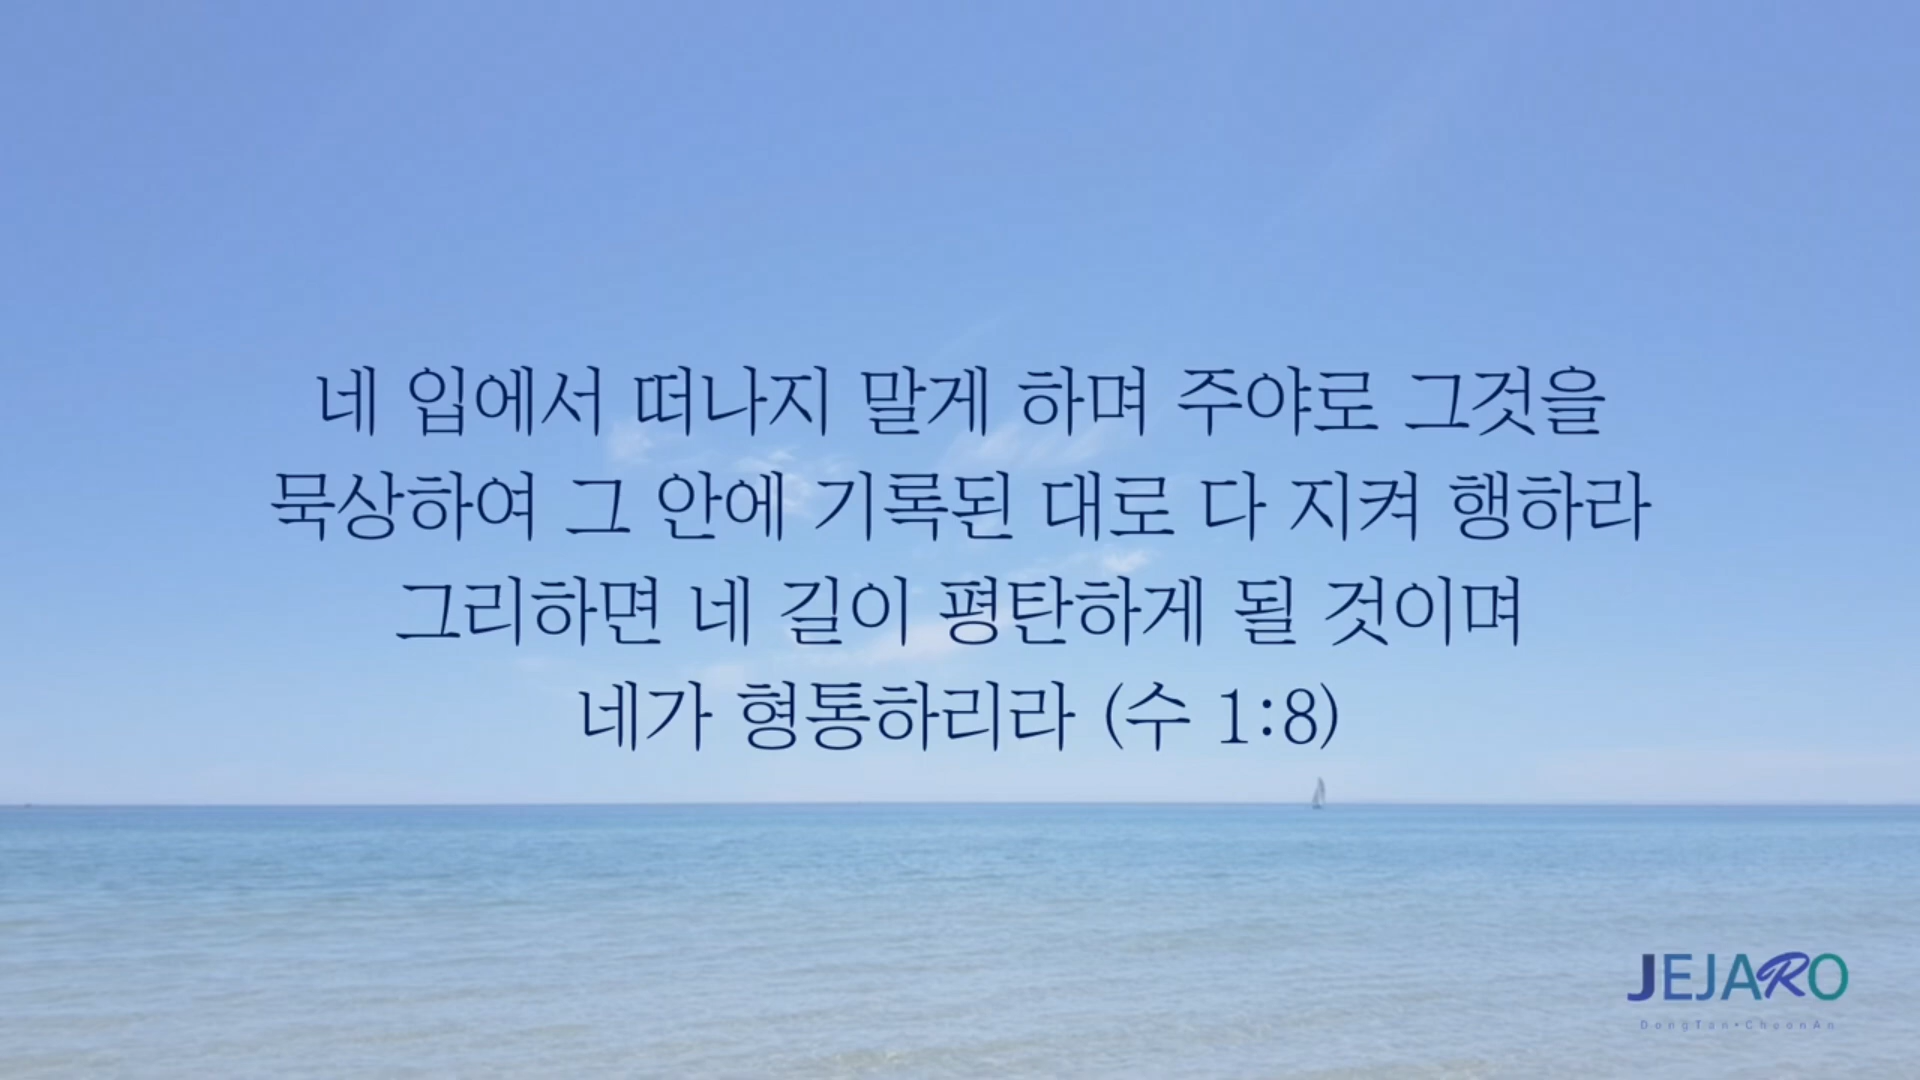 네 입에서 떠나지 말게 하며 주야로 그것을
묵상하여 그 안에 기록된 대로 다 지켜 행하라
그리하면 네 길이 평탄하게 될 것이며
네가 형통하리라 (수 1:8)
JEJARO
DongTan•CheonAn